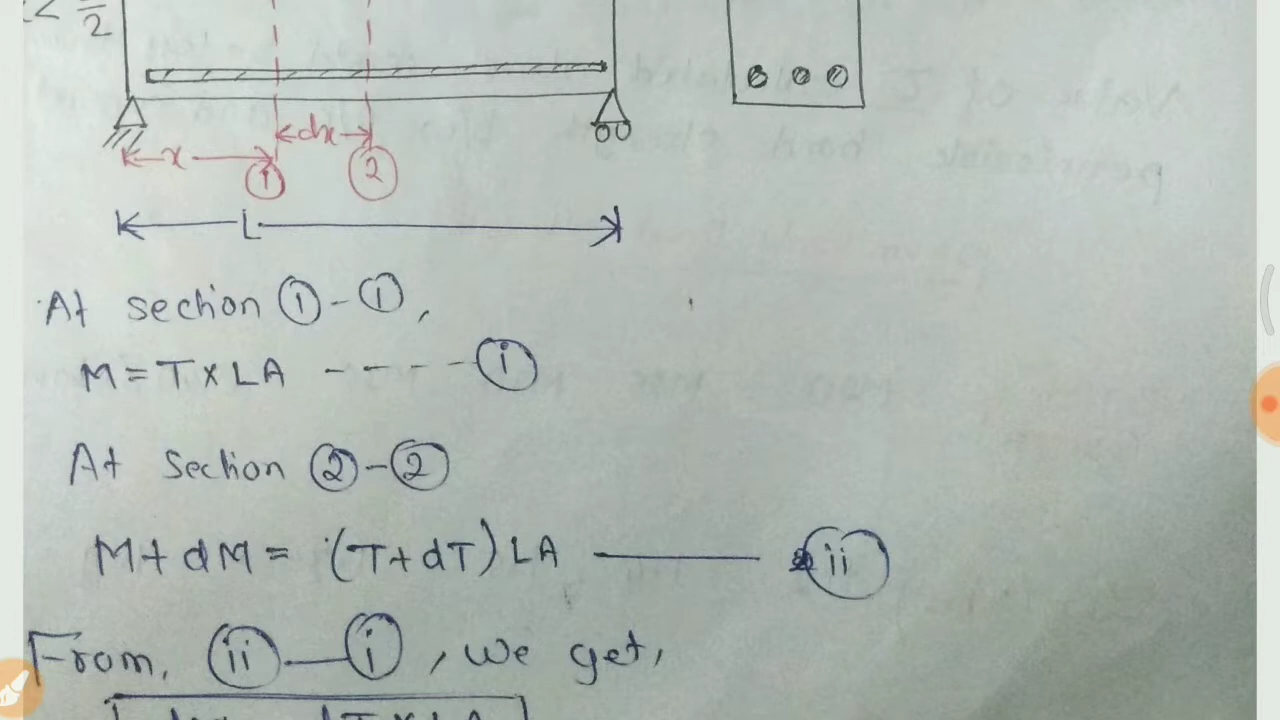 2
dx
x
1 2
L
At section 1-1,
M=T×LA ---- i
At section 2-2
M+dM= (T+dT)LA —— ii
From, ii—i, we get,